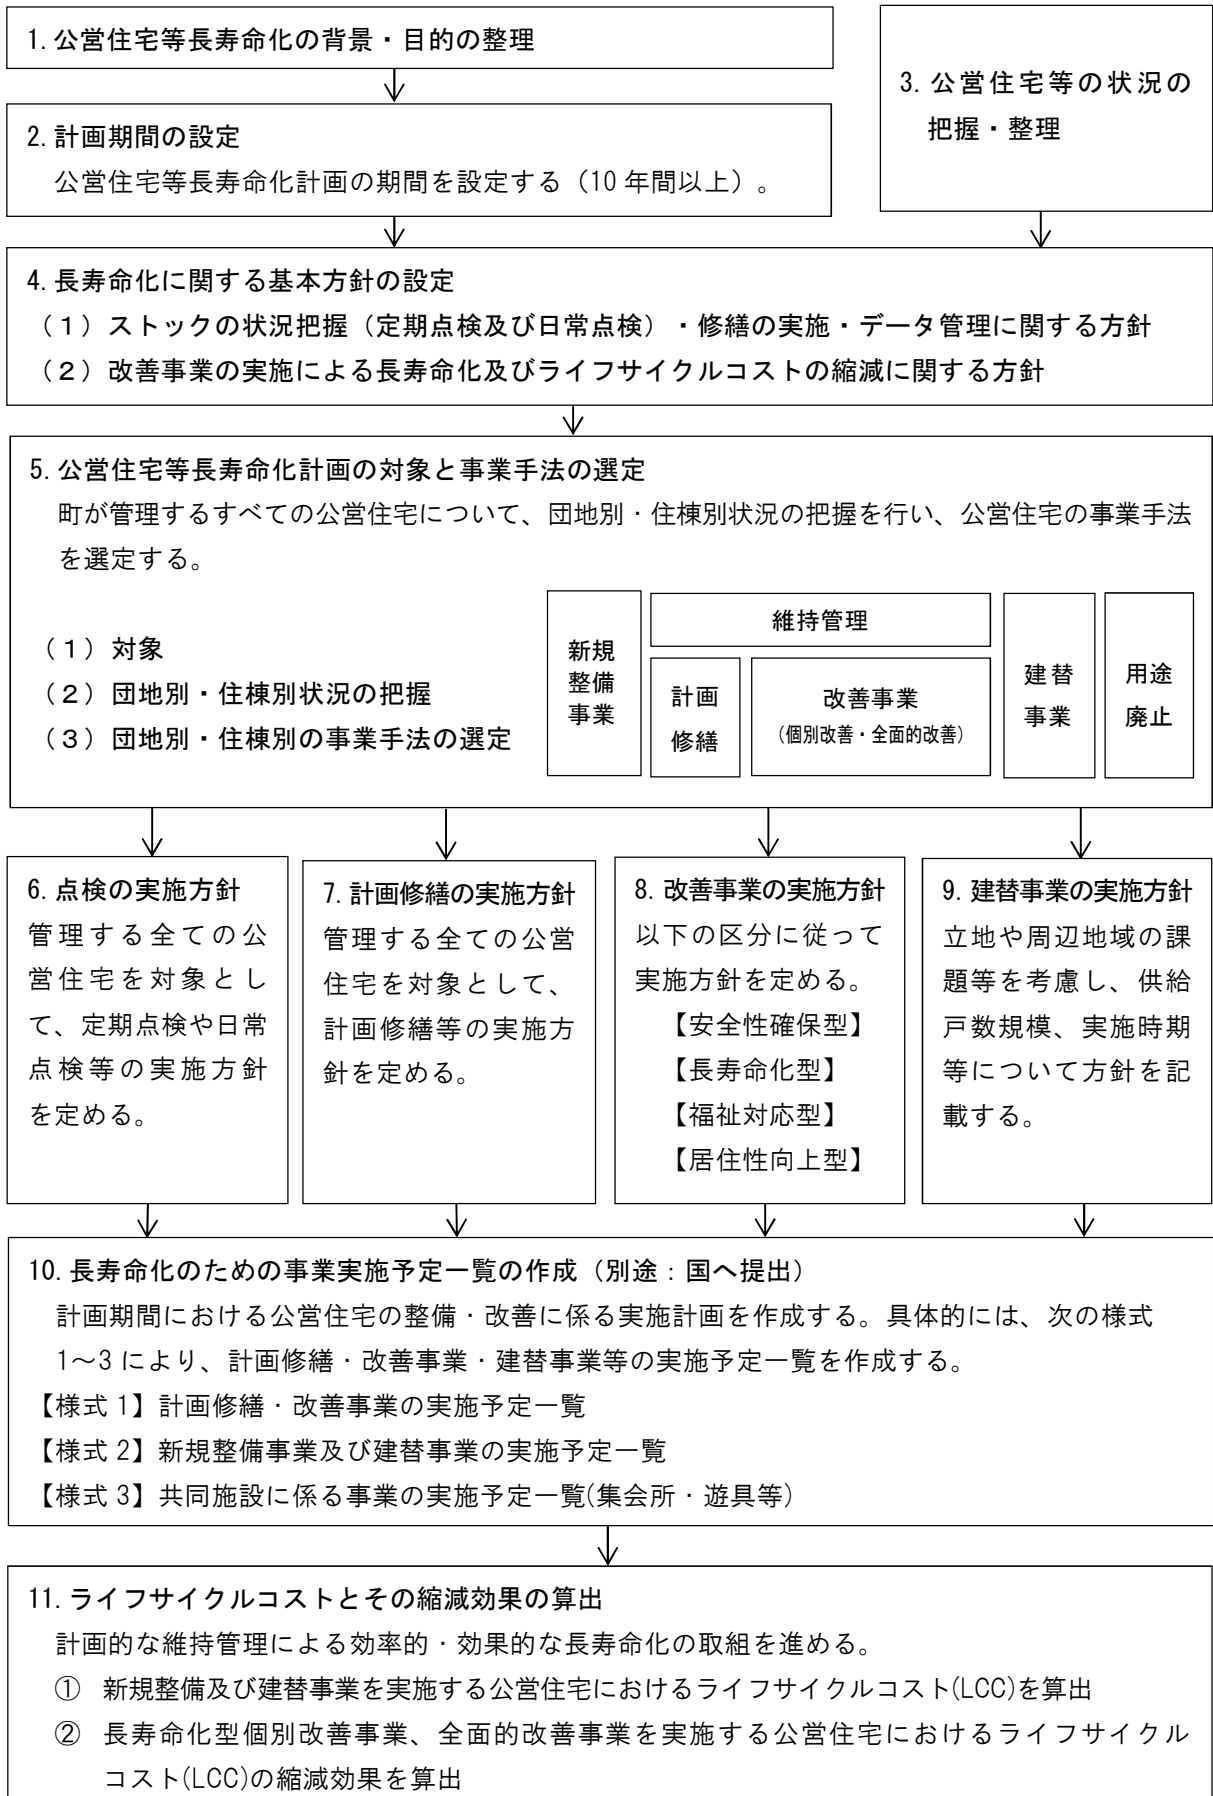 1. 公営住宅等長寿命化の背景・目的の整理
2. 計画期間の設定
公営住宅等長寿命化計画の期間を設定する（10 年間以上）。
3. 公営住宅等の状況の
把握・整理
4. 長寿命化に関する基本方針の設定
（１）ストックの状況把握（定期点検及び日常点検）・修繕の実施・データ管理に関する方針
（２）改善事業の実施による長寿命化及びライフサイクルコストの縮減に関する方針
5. 公営住宅等長寿命化計画の対象と事業手法の選定
町が管理するすべての公営住宅について、団地別・住棟別状況の把握を行い、公営住宅の事業手法
を選定する。
（１）対象
（２）団地別・住棟別状況の把握
（３）団地別・住棟別の事業手法の選定
新規
整備
事業
維持管理
計画
修繕
改善事業
（個別改善・全面的改善）
建替
事業
用途
廃止
6. 点検の実施方針
管理する全ての公
営住宅を対象とし
て、定期点検や日常
点検等の実施方針
を定める。
7. 計画修繕の実施方針
管理する全ての公営
住宅を対象として、
計画修繕等の実施方
針を定める。
8. 改善事業の実施方針
以下の区分に従って
実施方針を定める。
【安全性確保型】
【長寿命化型】
【福祉対応型】
【居住性向上型】
9. 建替事業の実施方針
立地や周辺地域の課
題等を考慮し、供給
戸数規模、実施時期
等について方針を記
載する。
10. 長寿命化のための事業実施予定一覧の作成（別途：国へ提出）
計画期間における公営住宅の整備・改善に係る実施計画を作成する。具体的には、次の様式
1～3 により、計画修繕・改善事業・建替事業等の実施予定一覧を作成する。
【様式 1】計画修繕・改善事業の実施予定一覧
【様式 2】新規整備事業及び建替事業の実施予定一覧
【様式 3】共同施設に係る事業の実施予定一覧(集会所・遊具等)
11. ライフサイクルコストとその縮減効果の算出
計画的な維持管理による効率的・効果的な長寿命化の取組を進める。
① 新規整備及び建替事業を実施する公営住宅におけるライフサイクルコスト(LCC)を算出
② 長寿命化型個別改善事業、全面的改善事業を実施する公営住宅におけるライフサイクル
コスト(LCC)の縮減効果を算出